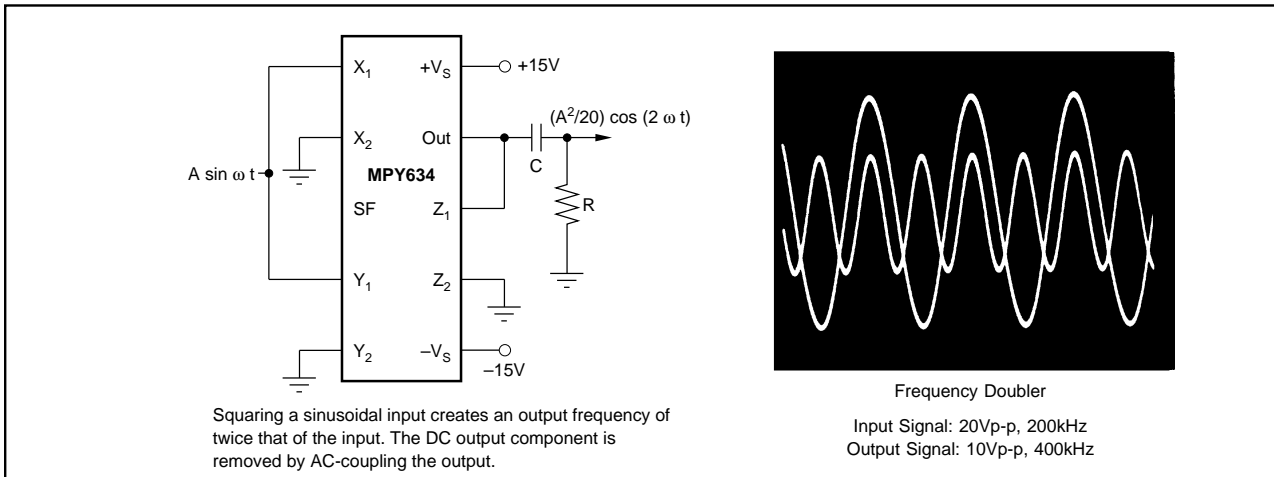 X1
+VS
+15V
X2
Out
(A2/20) cos (2 ω t)
C
A sin ω t
MPY634
SF
Z1
R
Y1
Z2
Y2
–VS
–15V
Squaring a sinusoidal input creates an output frequency of
twice that of the input. The DC output component is
removed by AC-coupling the output.
Frequency Doubler
Input Signal: 20Vp-p, 200kHz
Output Signal: 10Vp-p, 400kHz